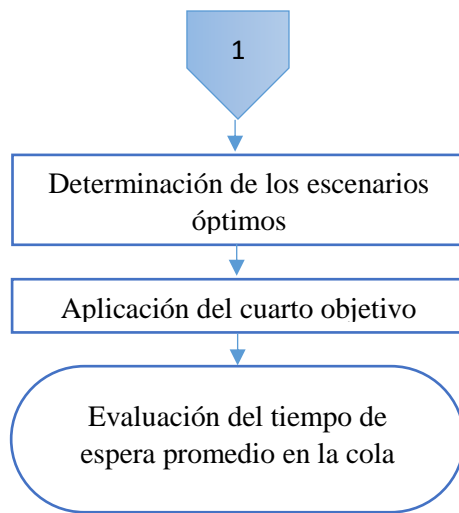 1
Determinación de los escenarios
óptimos
Aplicación del cuarto objetivo
Evaluación del tiempo de
espera promedio en la cola